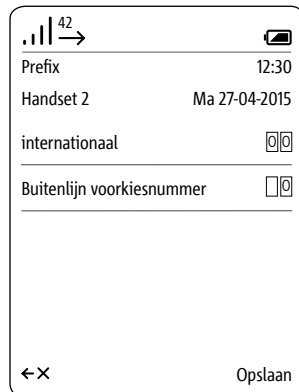 42
Prefix 12:30
Handset 2 Ma 27-04-2015
internationaal 00
Buitenlijn voorkiesnummer 0
Opslaan